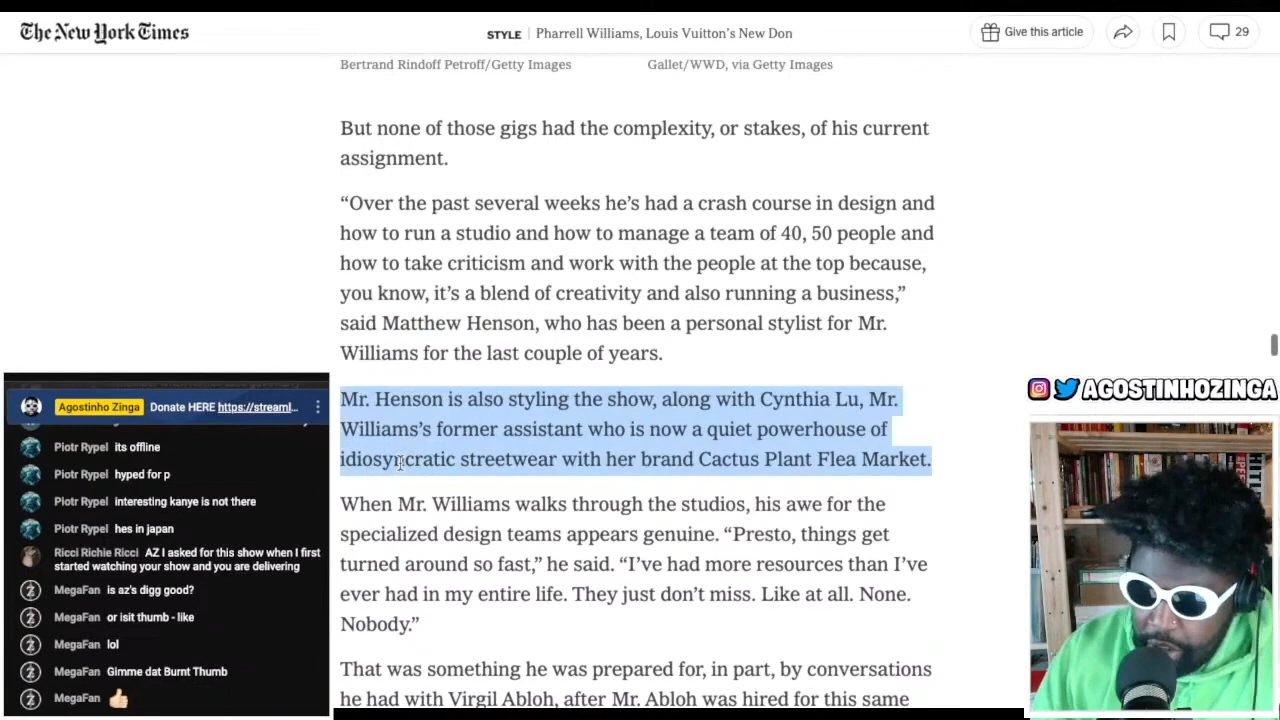 The New York Times
STYLE | Pharrell Williams, Louis Vuitton’s New Don
Give this article
29
Bertrand Rindoff Petroff/Getty Images
Gallet/WWD, via Getty Images
But none of those gigs had the complexity, or stakes, of his current
assignment.
“Over the past several weeks he’s had a crash course in design and
how to run a studio and how to manage a team of 40, 50 people and
how to take criticism and work with the people at the top because,
you know, it’s a blend of creativity and also running a business,”
said Matthew Henson, who has been a personal stylist for Mr.
Williams for the last couple of years.
Mr. Henson is also styling the show, along with Cynthia Lu, Mr.
Williams’s former assistant who is now a quiet powerhouse of
idiosyncratic streetwear with her brand Cactus Plant Flea Market.
When Mr. Williams walks through the studios, his awe for the
specialized design teams appears genuine. “Presto, things get
turned around so fast,” he said. “I’ve had more resources than I’ve
ever had in my entire life. They just don’t miss. Like at all. None.
Nobody.”
That was something he was prepared for, in part, by conversations
he had with Virgil Abloh, after Mr. Abloh was hired for this same
Agostinho Zinga Donate HERE https://streaml...
Piotr Rypel its offline
Piotr Rypel hyped for p
Piotr Rypel interesting kanye is not there
Piotr Rypel hes in japan
Ricci Richie Ricci AZ I asked for this show when I first
started watching your show and you are delivering
MegaFan is az's digg good?
MegaFan or isit thumb - like
MegaFan lol
MegaFan Gimme dat Burnt Thumb
MegaFan 👍
AGOSTINHOZINGA